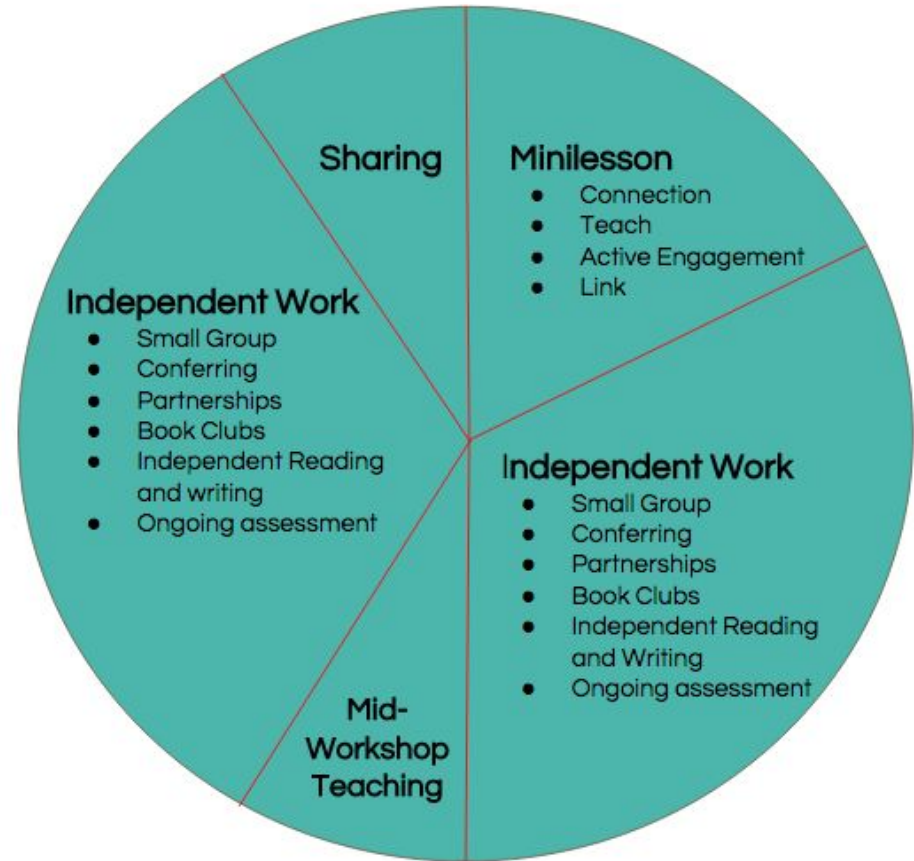 Sharing
Minilesson
● Connection
● Teach
● Active Engagement
● Link
Independent Work
● Small Group
● Conferring
● Partnerships
● Book Clubs
● Independent Reading
and Writing
● Ongoing assessment
Mid-
Workshop
Teaching
Independent Work
● Small Group
● Conferring
● Partnerships
● Book Clubs
● Independent Reading
and writing
● Ongoing assessment